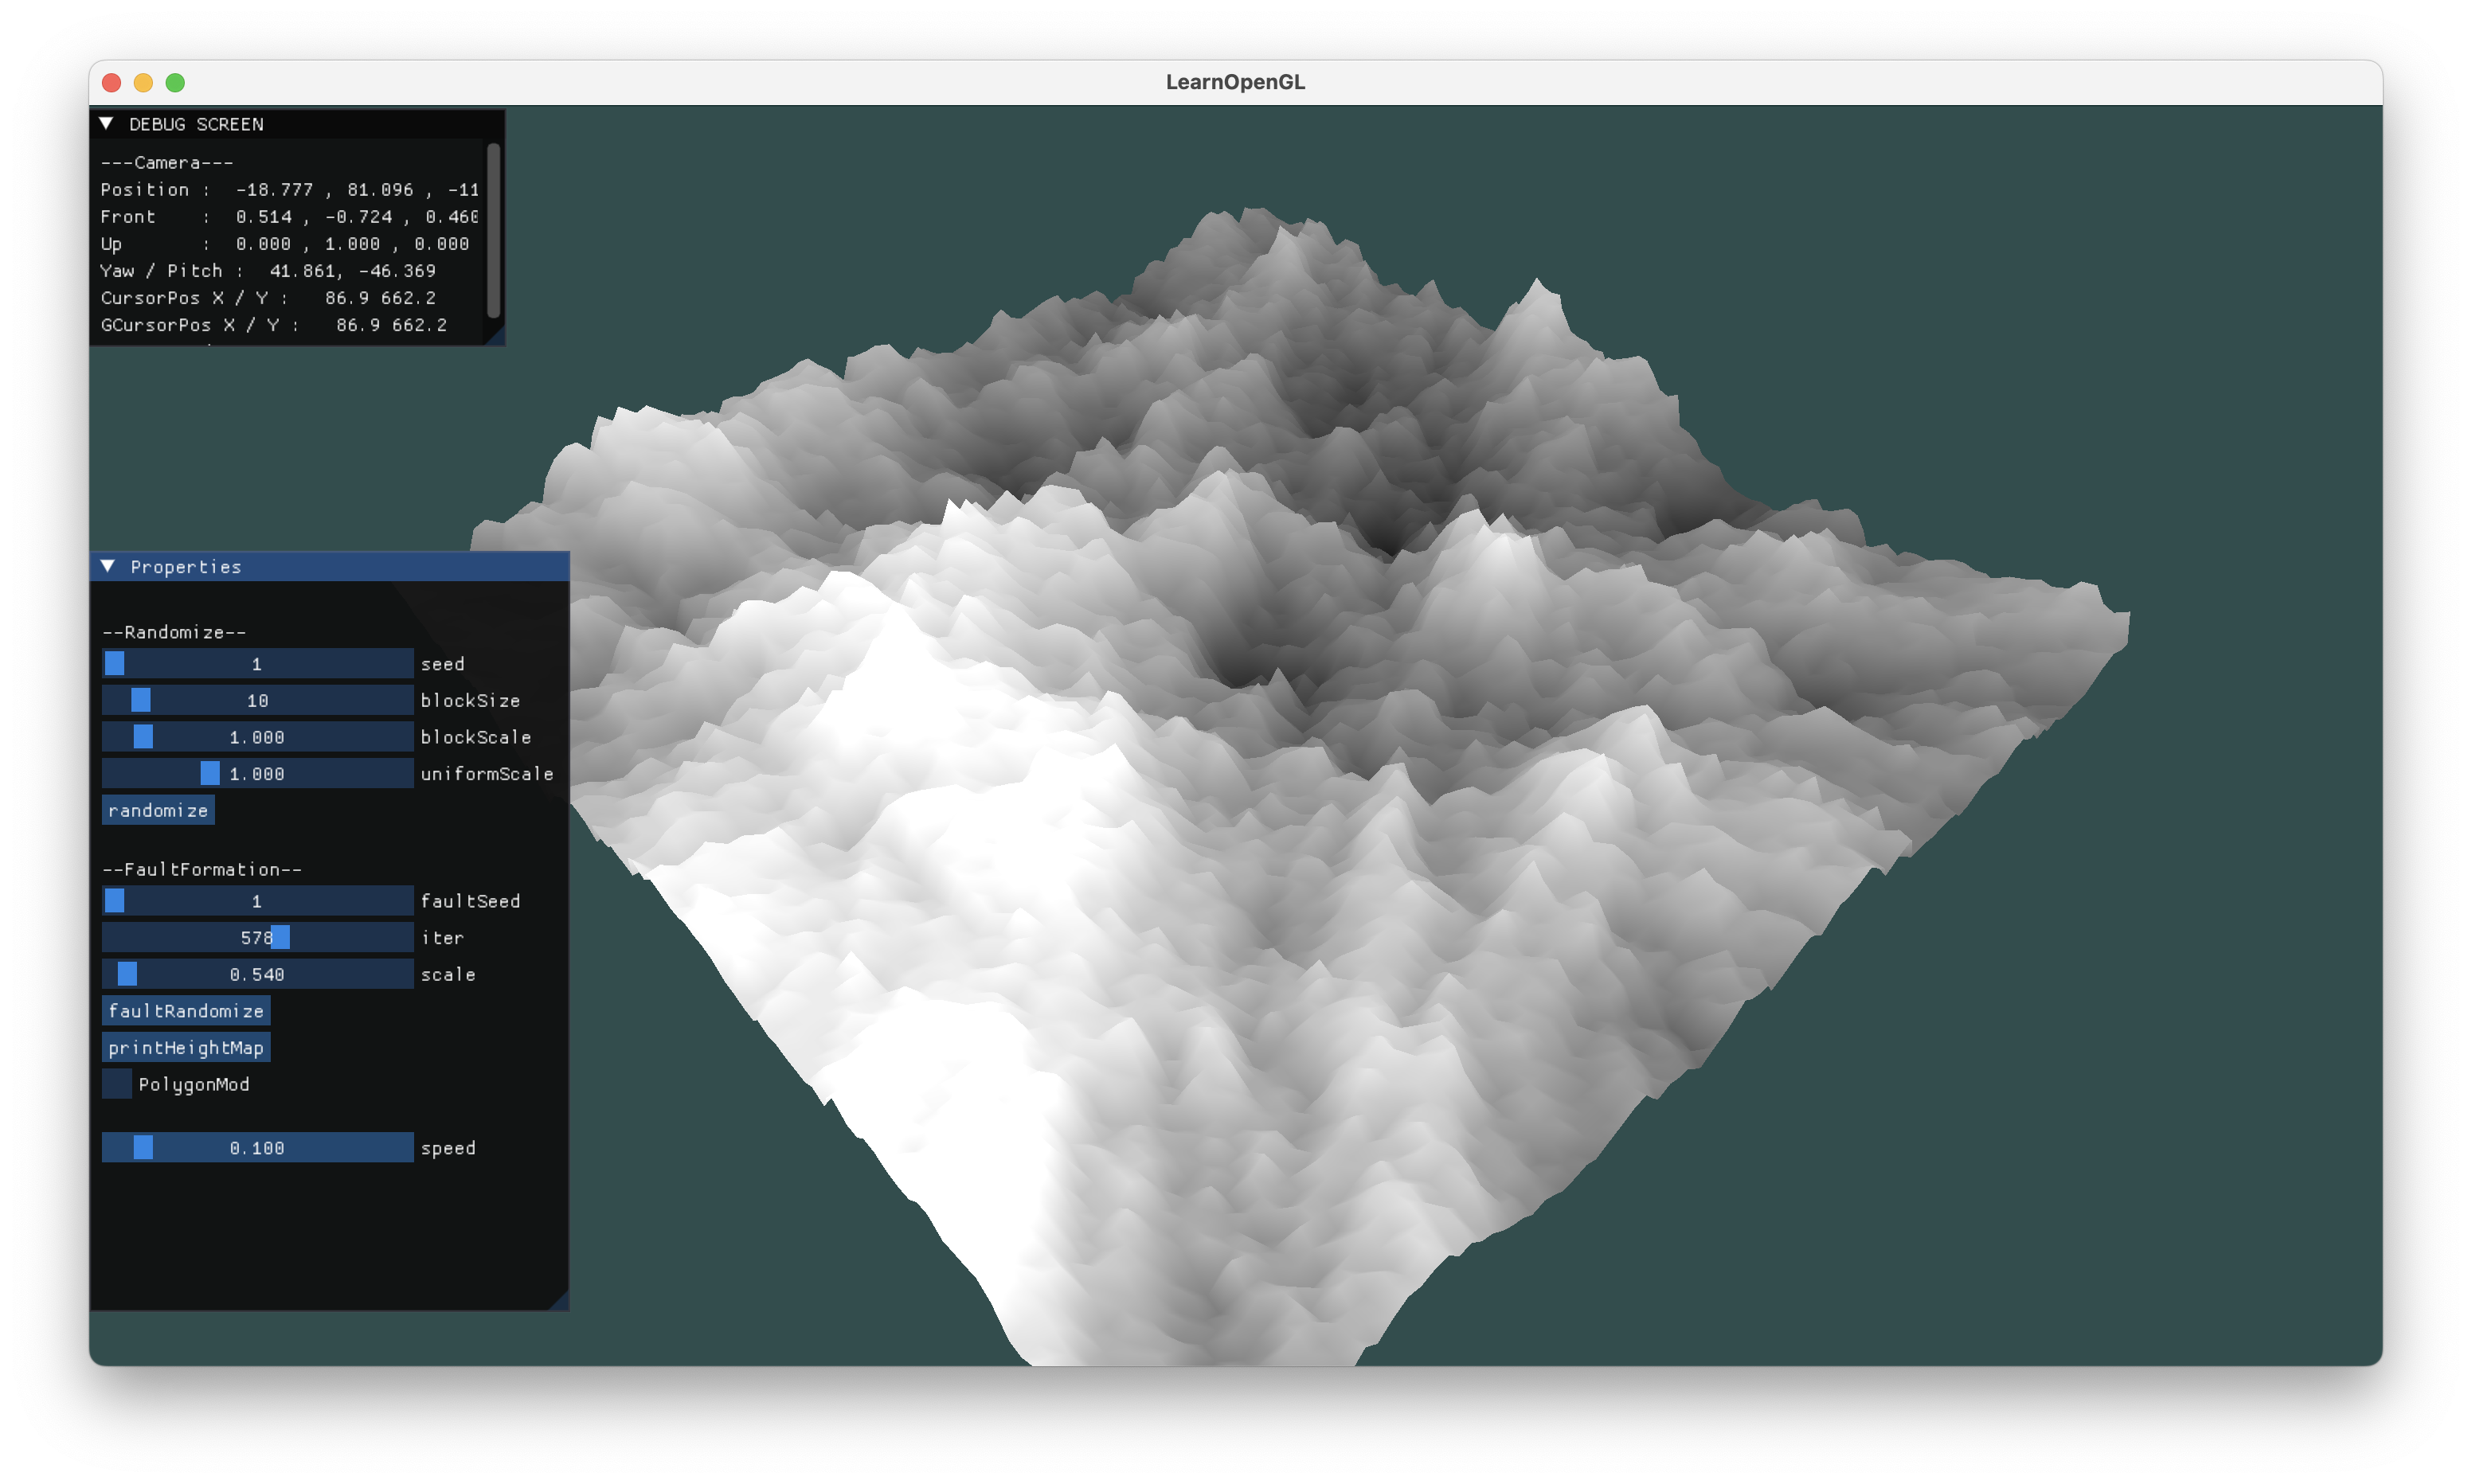 LearnOpenGL
DEBUG SCREEN
---Camera---
Position :  -18.777 , 81.096 , -11
Front    :  0.514 , -0.724 , 0.460
Up       :  0.000 , 1.000 , 0.000
Yaw / Pitch :  41.861, -46.369
CursorPos X / Y :   86.9 662.2
GCursorPos X / Y :   86.9 662.2
Properties
--Randomize--
1 seed
10 blockSize
1.000 blockScale
1.000 uniformScale
randomize
--FaultFormation--
1 faultSeed
578 iter
0.540 scale
faultRandomize
printHeightMap
PolygonMod
0.100 speed